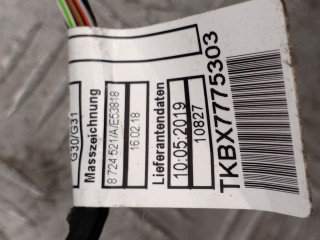 G30/G31
Masszeichnung
8 724 521/A/E53818
16.02.18
Lieferantendaten
10:05:2019
10827
TKBX7775303